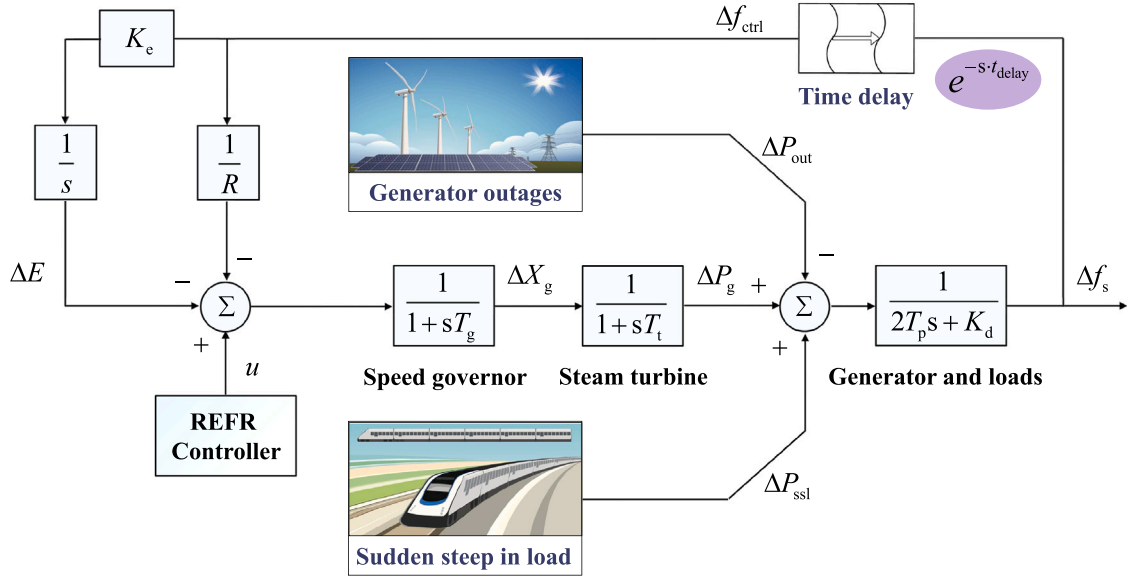 Δf_ctrl
K_e
e^{−s·t_delay}
Time delay
1/s
1/R
ΔP_out
Generator outages
−
−
−
ΔE
Σ
+
1/(1+sT_g)
ΔX_g
1/(1+sT_t)
ΔP_g
+
Σ
+
1/(2T_p s+K_d)
Δf_s
u
Speed governor
Steam turbine
Generator and loads
REFR
Controller
ΔP_ssl
Sudden steep in load